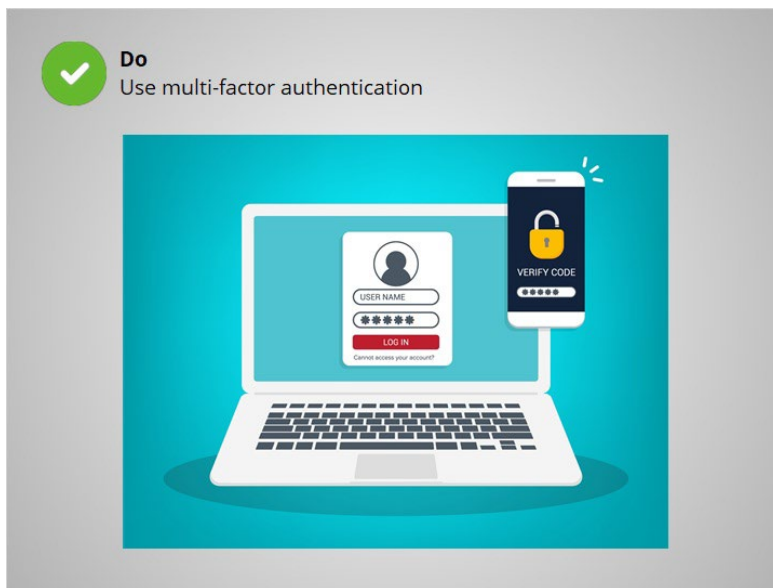 Do
Use multi-factor authentication
VERIFY CODE
USER NAME
LOG IN
Cannot access your account?